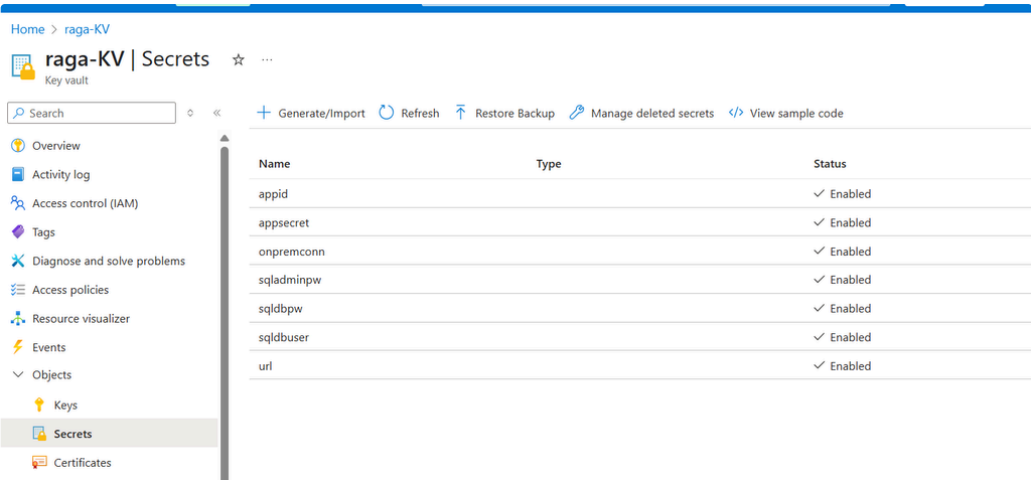 Home > raga-KV
raga-KV | Secrets
Key vault
Search
Generate/Import Refresh Restore Backup Manage deleted secrets View sample code
Overview
Activity log
Access control (IAM)
Tags
Diagnose and solve problems
Access policies
Resource visualizer
Events
Objects
Keys
Secrets
Certificates
Name Type Status
appid Enabled
appsecret Enabled
onpremconn Enabled
sqladminpw Enabled
sqldbpw Enabled
sqldbuser Enabled
url Enabled